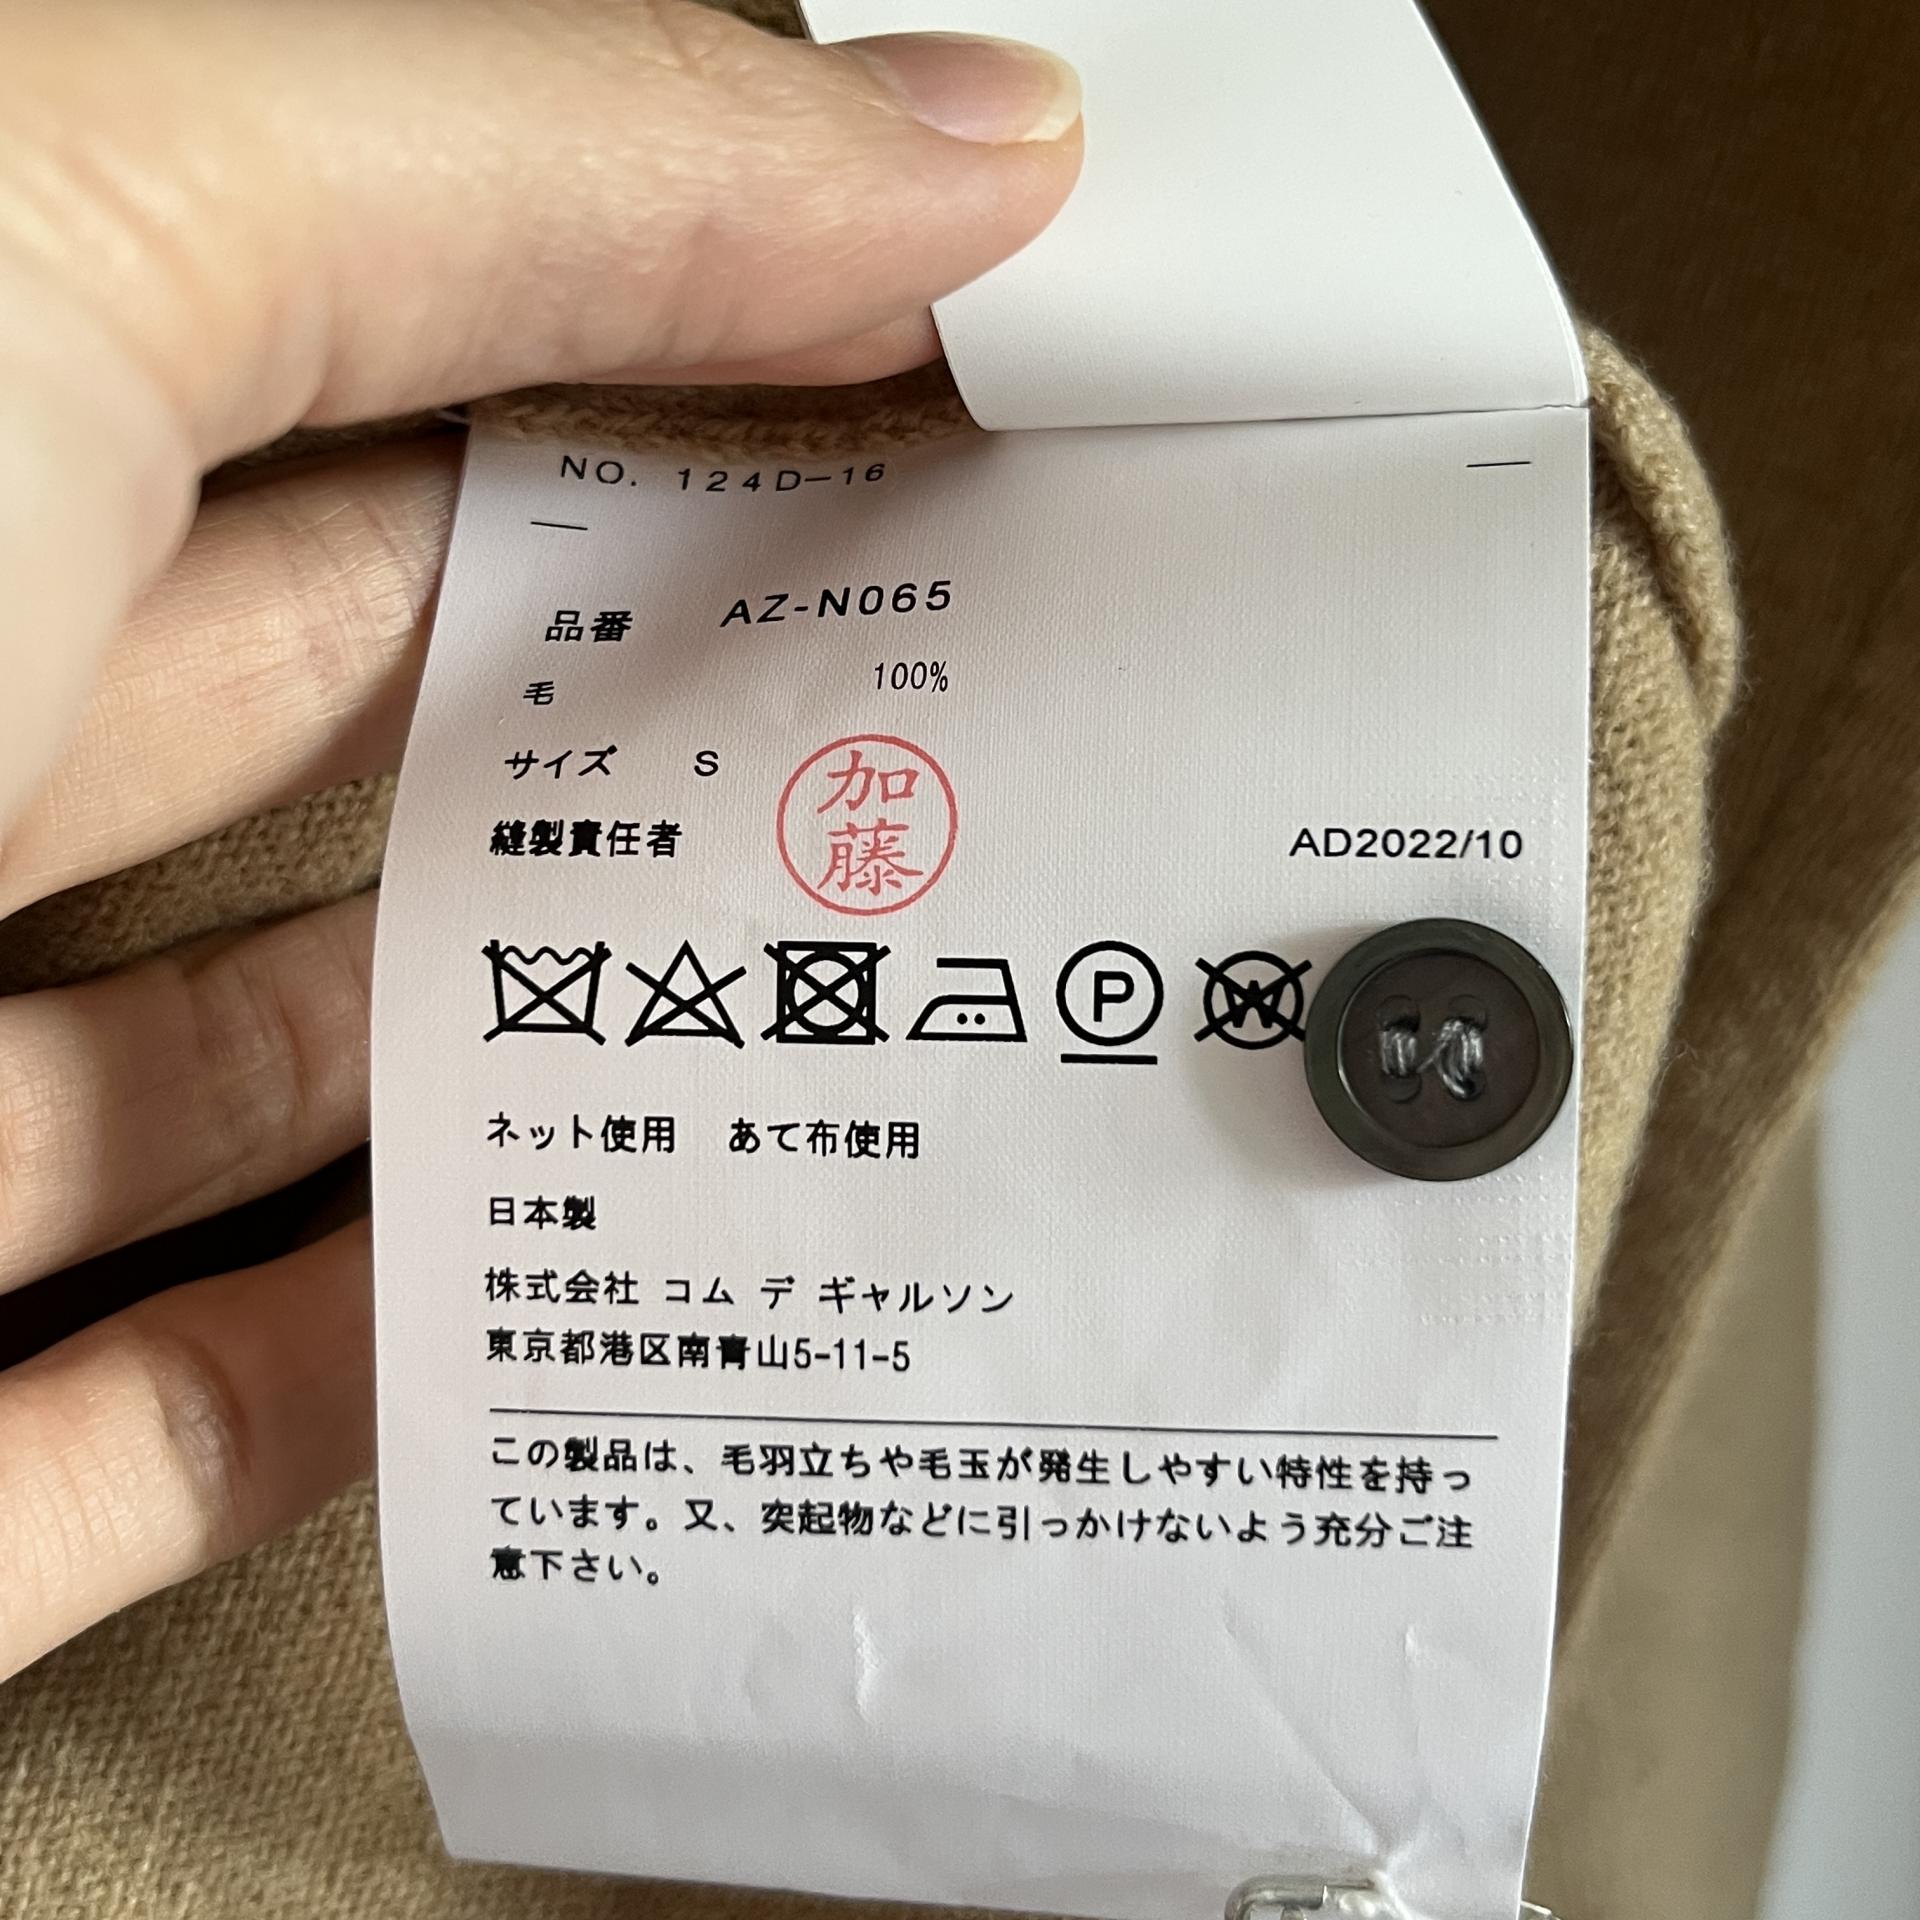 NO. 124D-16
品番 AZ-N065
毛 100%
サイズ S
縫製責任者 加藤 AD2022/10
P W
ネット使用 あて布使用
日本製
株式会社 コム デ ギャルソン
東京都港区南青山5-11-5
この製品は、毛羽立ちや毛玉が発生しやすい特性を持っ
ています。又、突起物などに引っかけないよう充分ご注
意下さい。